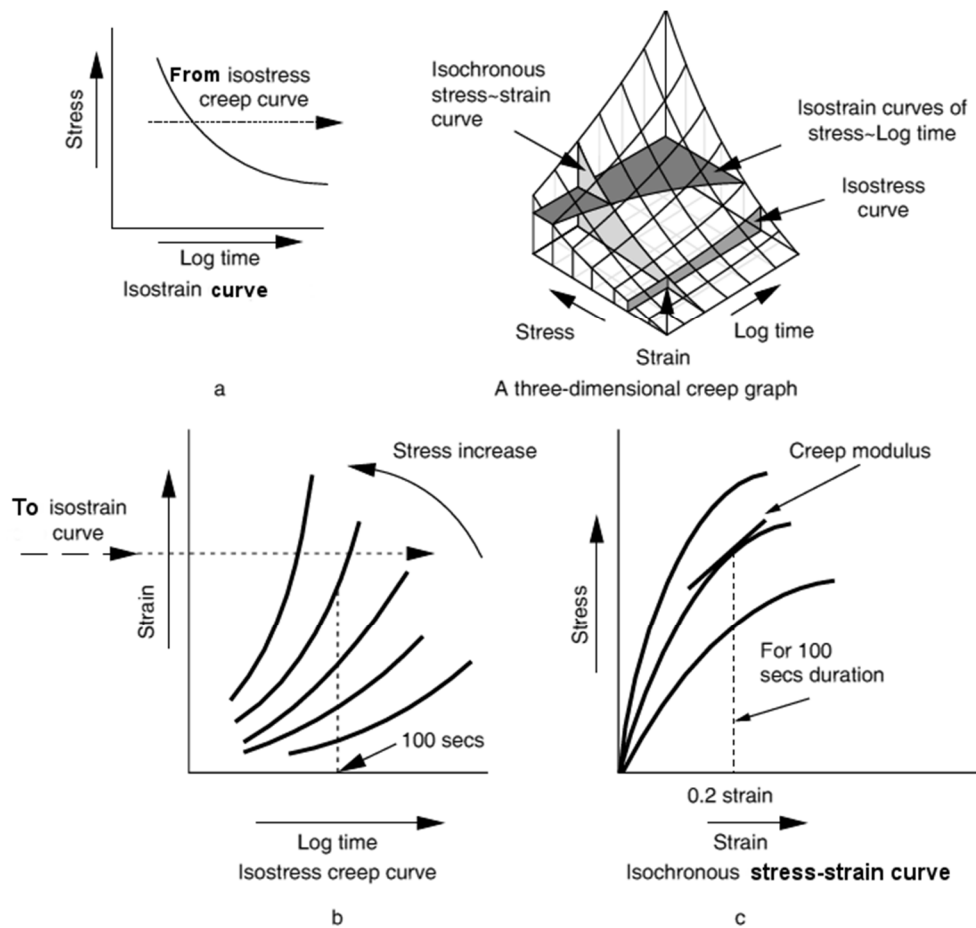 Stress
From isostress
creep curve
Log time
Isostrain curve
a
Isochronous
stress~strain
curve
Isostrain curves of
stress~Log time
Isostress
curve
Stress
Strain
Log time
A three-dimensional creep graph
To isostrain
curve
Strain
Stress increase
100 secs
Log time
Isostress creep curve
b
Stress
Creep modulus
For 100
secs duration
0.2 strain
Strain
Isochronous stress-strain curve
c